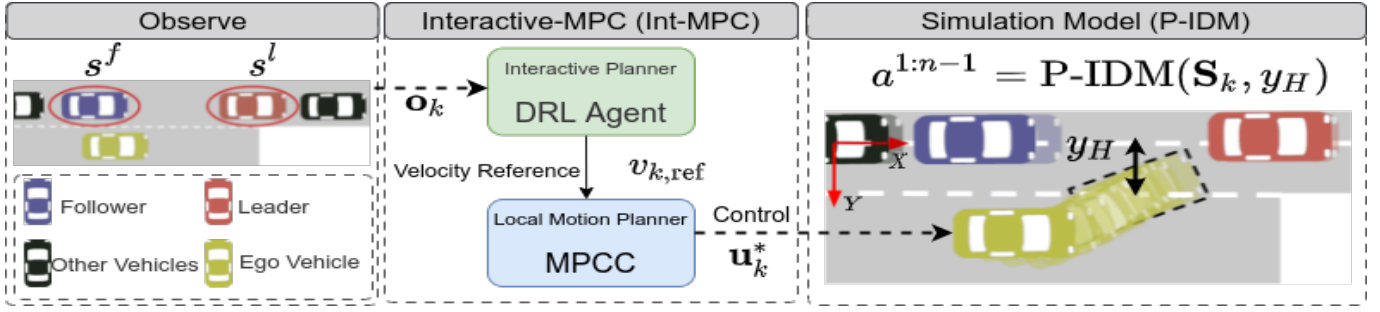 Observe
s^f
s^l
Follower
Leader
Other Vehicles
Ego Vehicle
Interactive-MPC (Int-MPC)
o_k
Interactive Planner
DRL Agent
Velocity Reference
v_{k,ref}
Local Motion Planner
MPCC
Control
u_k^*
Simulation Model (P-IDM)
a^{1:n-1} = P-IDM(S_k, y_H)
X
Y
y_H